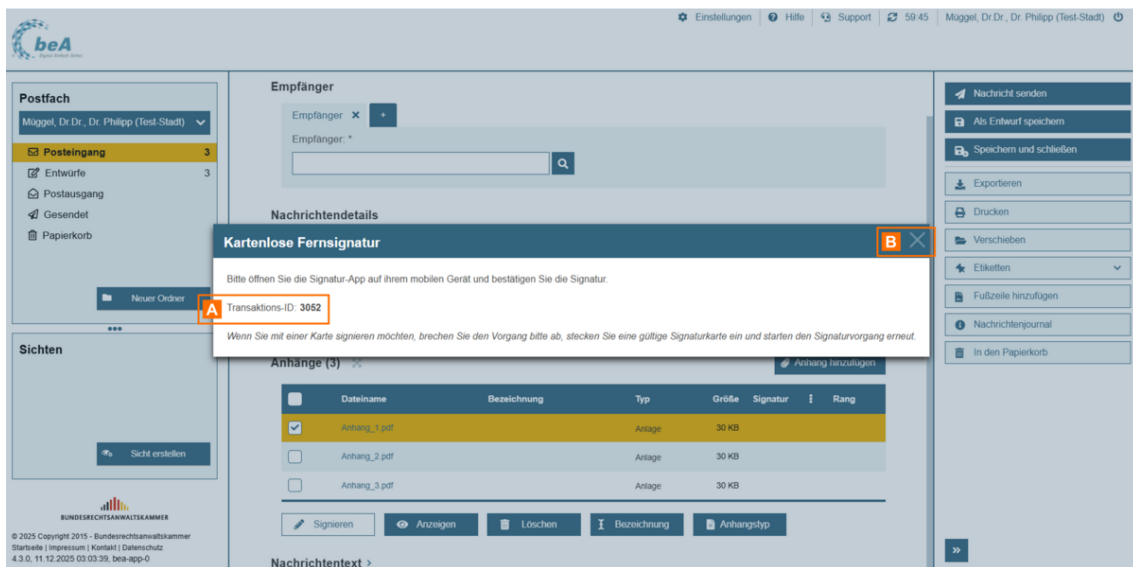 Einstellungen
Hilfe
Support
59:45
Müggel, Dr.Dr., Dr. Philipp (Test-Stadt)
beA
Postfach
Müggel, Dr.Dr., Dr. Philipp (Test-Stadt)
Posteingang 3
Entwürfe 3
Postausgang
Gesendet
Papierkorb
Neuer Ordner
Sichten
Sicht erstellen
BUNDESRECHTSANWALTSKAMMER
© 2025 Copyright 2015 - Bundesrechtsanwaltskammer
Startseite | Impressum | Kontakt | Datenschutz
4.3.0, 11.12.2025 03:03:39, bea-app-0
Empfänger
Empfänger × +
Empfänger: *
Nachrichtendetails
Kartenlose Fernsignatur
B
Bitte öffnen Sie die Signatur-App auf ihrem mobilen Gerät und bestätigen Sie die Signatur.
A
Transaktions-ID: 3052
Wenn Sie mit einer Karte signieren möchten, brechen Sie den Vorgang bitte ab, stecken Sie eine gültige Signaturkarte ein und starten den Signaturvorgang erneut.
Anhänge (3)
Anhang hinzufügen
Dateiname Bezeichnung Typ Größe Signatur Rang
Anhang_1.pdf Anlage 30 KB
Anhang_2.pdf Anlage 30 KB
Anhang_3.pdf Anlage 30 KB
Signieren
Anzeigen
Löschen
Bezeichnung
Anhangstyp
Nachrichtentext >
Nachricht senden
Als Entwurf speichern
Speichern und schließen
Exportieren
Drucken
Verschieben
Etiketten
Fußzeile hinzufügen
Nachrichtenjournal
In den Papierkorb
»